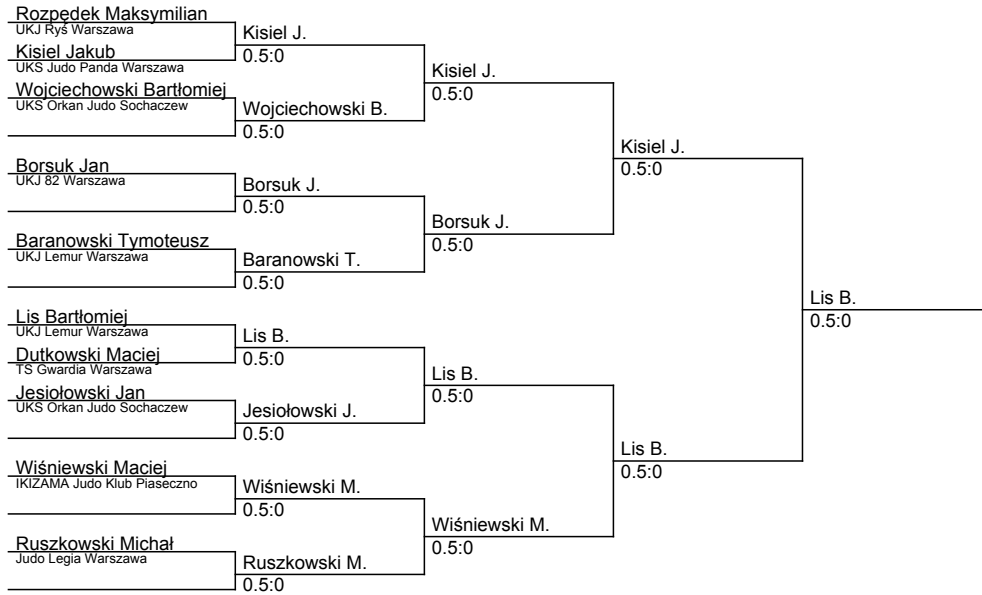 Rozpędek Maksymilian
UKJ Ryś Warszawa
Kisiel J.
0.5:0
Kisiel Jakub
UKS Judo Panda Warszawa
Kisiel J.
0.5:0
Wojciechowski Bartłomiej
UKS Orkan Judo Sochaczew
Wojciechowski B.
0.5:0
Kisiel J.
0.5:0
Borsuk Jan
UKJ 82 Warszawa
Borsuk J.
0.5:0
Borsuk J.
0.5:0
Baranowski Tymoteusz
UKJ Lemur Warszawa
Baranowski T.
0.5:0
Lis B.
0.5:0
Lis Bartłomiej
UKJ Lemur Warszawa
Lis B.
0.5:0
Dutkowski Maciej
TS Gwardia Warszawa
Lis B.
0.5:0
Jesiołowski Jan
UKS Orkan Judo Sochaczew
Jesiołowski J.
0.5:0
Lis B.
0.5:0
Wiśniewski Maciej
IKIZAMA Judo Klub Piaseczno
Wiśniewski M.
0.5:0
Wiśniewski M.
0.5:0
Ruszkowski Michał
Judo Legia Warszawa
Ruszkowski M.
0.5:0